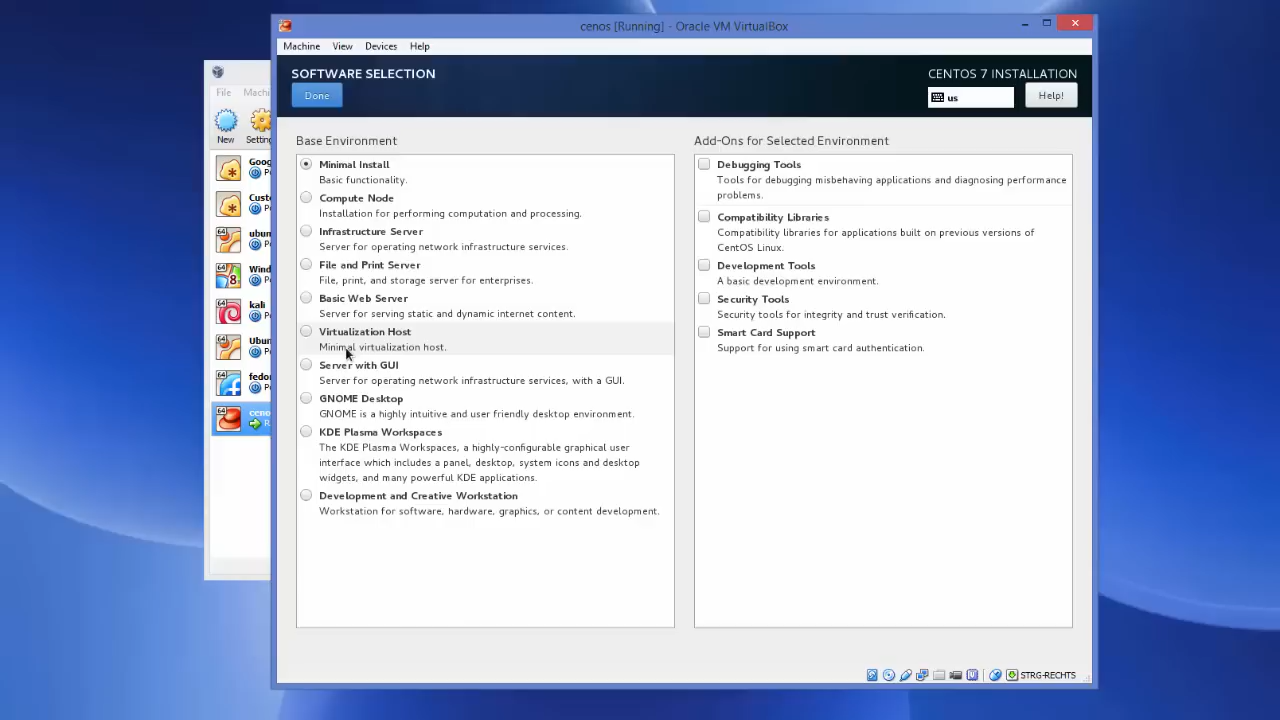 cenos [Running] - Oracle VM VirtualBox
Machine View Devices Help
SOFTWARE SELECTION
Done
CENTOS 7 INSTALLATION
us
Help!
File Machi
New Setting
Goog
Custo
ubun
Wind
kali
Ubun
fedo
ceno
Base Environment
Minimal Install
Basic functionality.
Compute Node
Installation for performing computation and processing.
Infrastructure Server
Server for operating network infrastructure services.
File and Print Server
File, print, and storage server for enterprises.
Basic Web Server
Server for serving static and dynamic internet content.
Virtualization Host
Minimal virtualization host.
Server with GUI
Server for operating network infrastructure services, with a GUI.
GNOME Desktop
GNOME is a highly intuitive and user friendly desktop environment.
KDE Plasma Workspaces
The KDE Plasma Workspaces, a highly-configurable graphical user
interface which includes a panel, desktop, system icons and desktop
widgets, and many powerful KDE applications.
Development and Creative Workstation
Workstation for software, hardware, graphics, or content development.
Add-Ons for Selected Environment
Debugging Tools
Tools for debugging misbehaving applications and diagnosing performance
problems.
Compatibility Libraries
Compatibility libraries for applications built on previous versions of
CentOS Linux.
Development Tools
A basic development environment.
Security Tools
Security tools for integrity and trust verification.
Smart Card Support
Support for using smart card authentication.
STRG-RECHTS